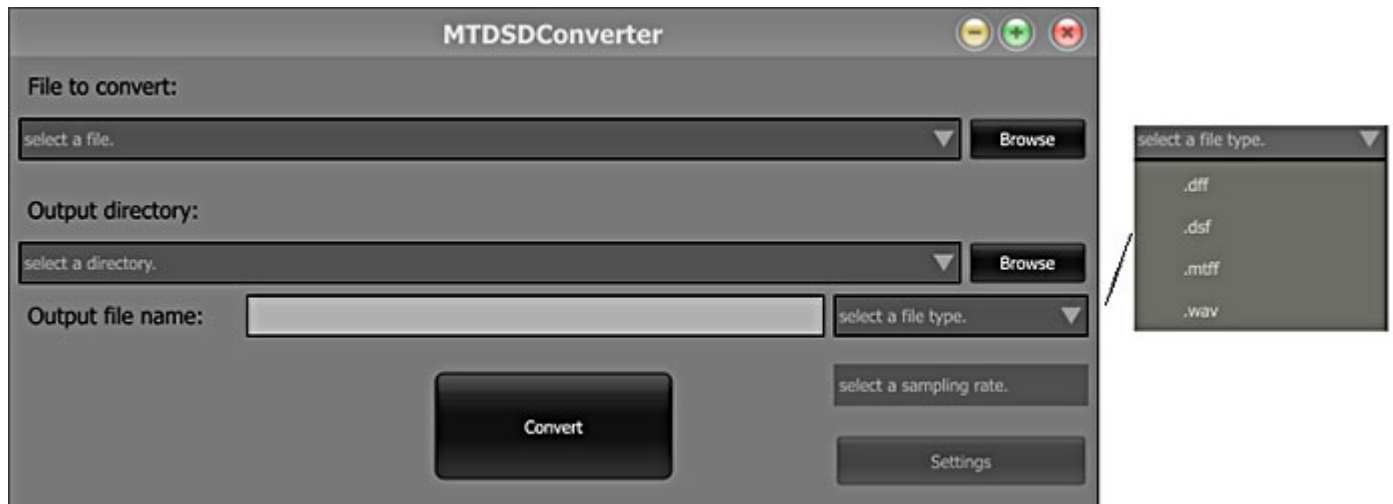 MTDSDConverter
File to convert:
select a file.
Browse
Output directory:
select a directory.
Browse
Output file name:
select a file type.
select a sampling rate.
Convert
Settings
select a file type.
.dff
.dsf
.mtff
.wav